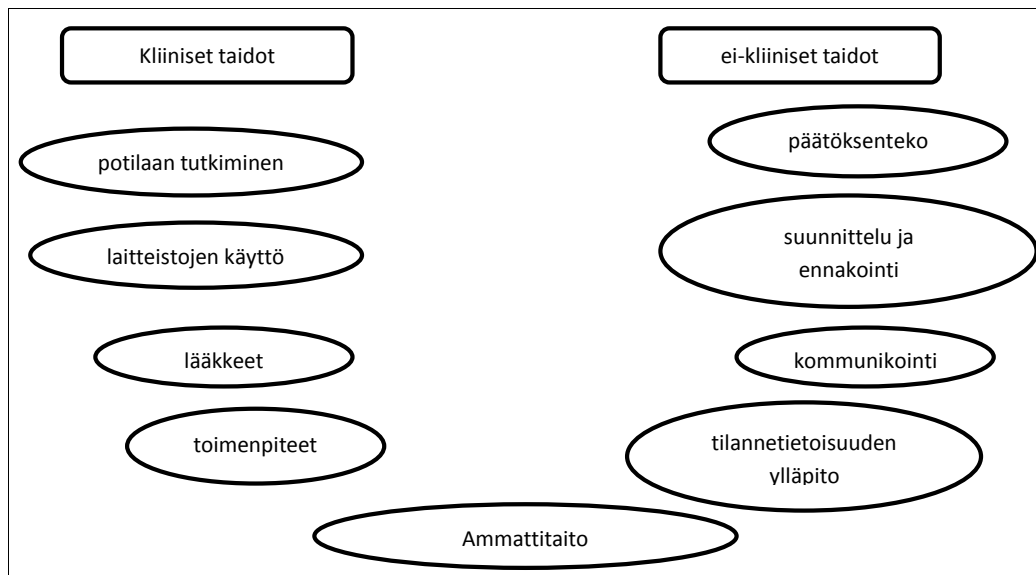 Kliiniset taidot
ei-kliiniset taidot
potilaan tutkiminen
päätöksenteko
laitteistojen käyttö
suunnittelu ja
ennakointi
lääkkeet
kommunikointi
toimenpiteet
tilannetietoisuuden
ylläpito
Ammattitaito